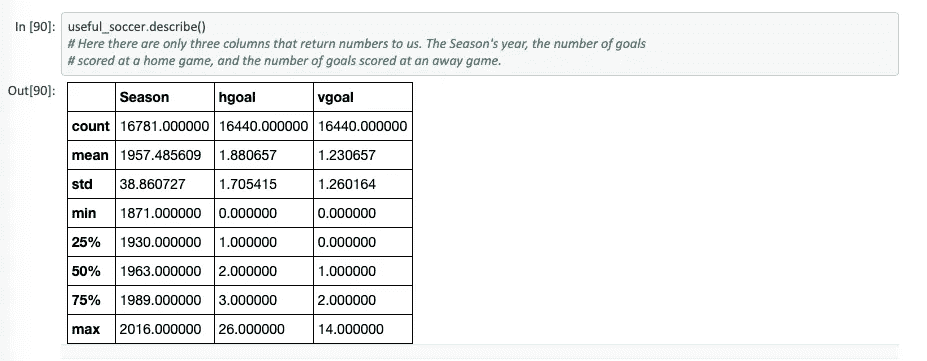 In [90]: useful_soccer.describe()
# Here there are only three columns that return numbers to us. The Season's year, the number of goals
# scored at a home game, and the number of goals scored at an away game.
Out[90]:
Season hgoal vgoal
count 16781.000000 16440.000000 16440.000000
mean 1957.485609 1.880657 1.230657
std 38.860727 1.705415 1.260164
min 1871.000000 0.000000 0.000000
25% 1930.000000 1.000000 0.000000
50% 1963.000000 2.000000 1.000000
75% 1989.000000 3.000000 2.000000
max 2016.000000 26.000000 14.000000